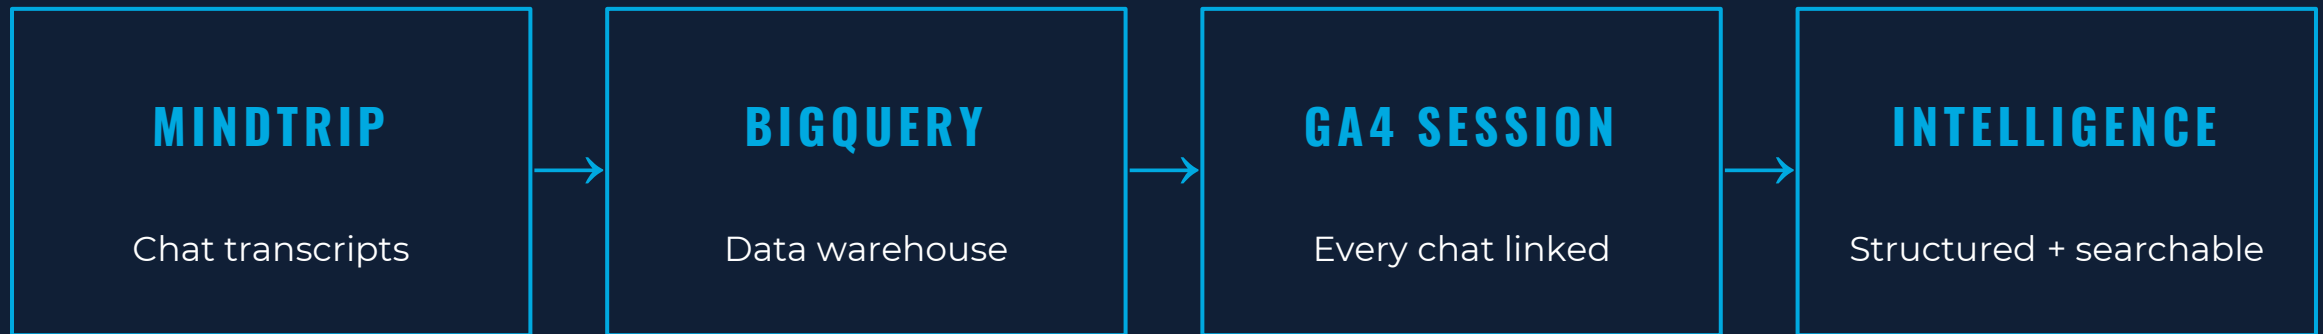 MINDTRIP
Chat transcripts
BIGQUERY
Data warehouse
GA4 SESSION
Every chat linked
INTELLIGENCE
Structured + searchable